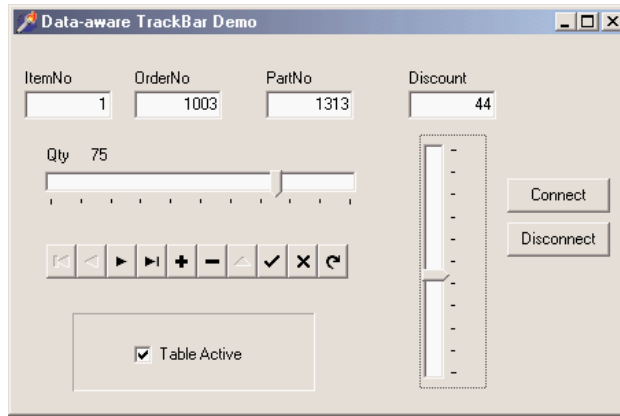 Data-aware TrackBar Demo
ItemNo OrderNo PartNo Discount
1 1003 1313 44
Qty 75
Connect
Disconnect
Table Active